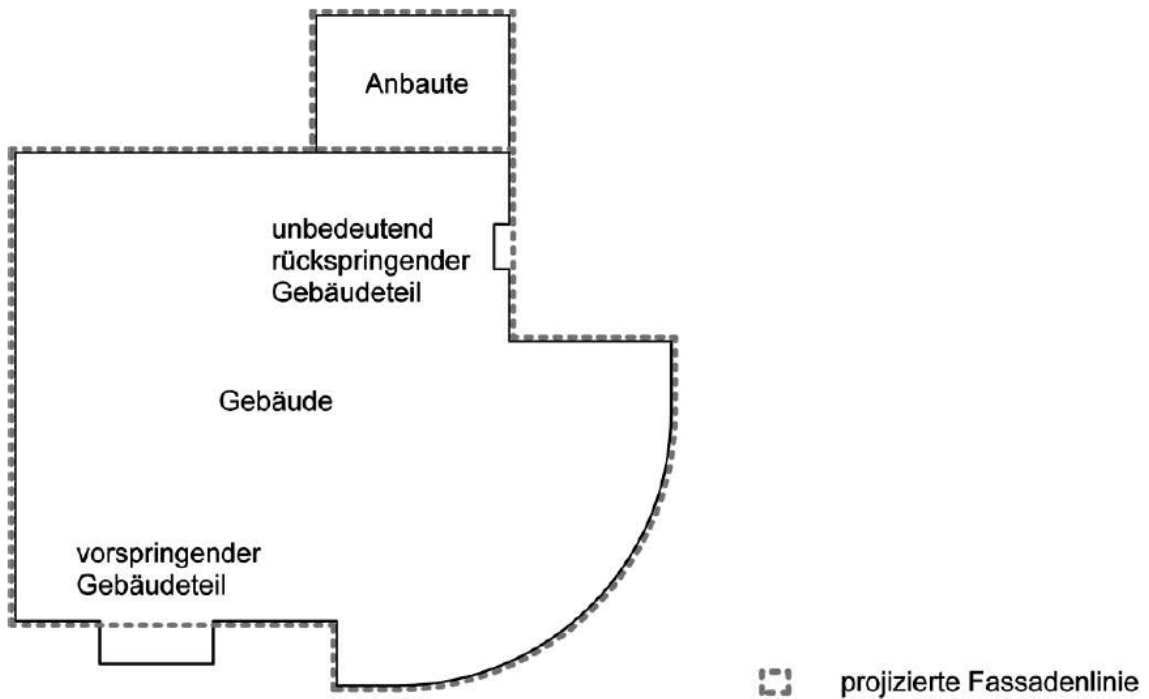 Anbaute
unbedeutend
rückspringender
Gebäudeteil
Gebäude
vorspringender
Gebäudeteil
projizierte Fassadenlinie